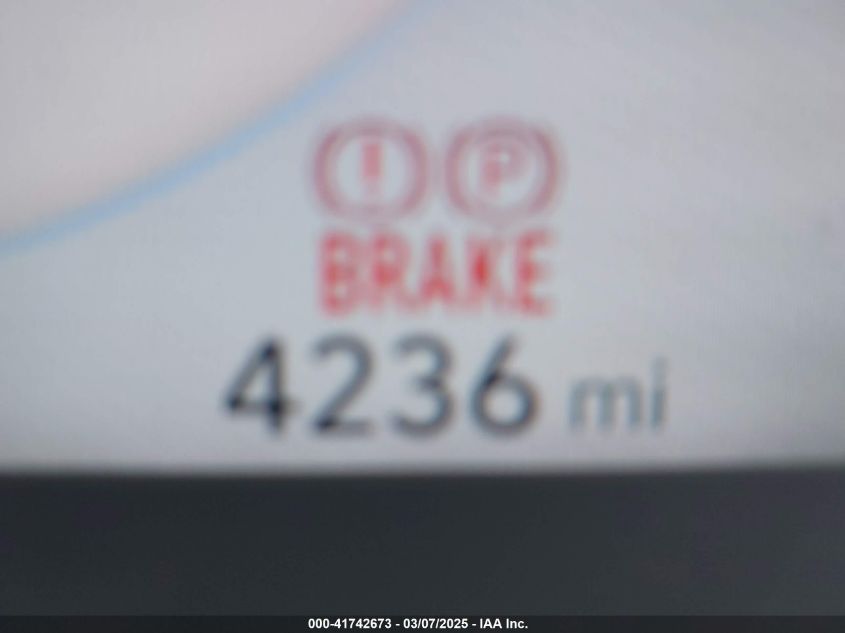 ! P
BRAKE
4236 mi
000-41742673 - 03/07/2025 - IAA Inc.